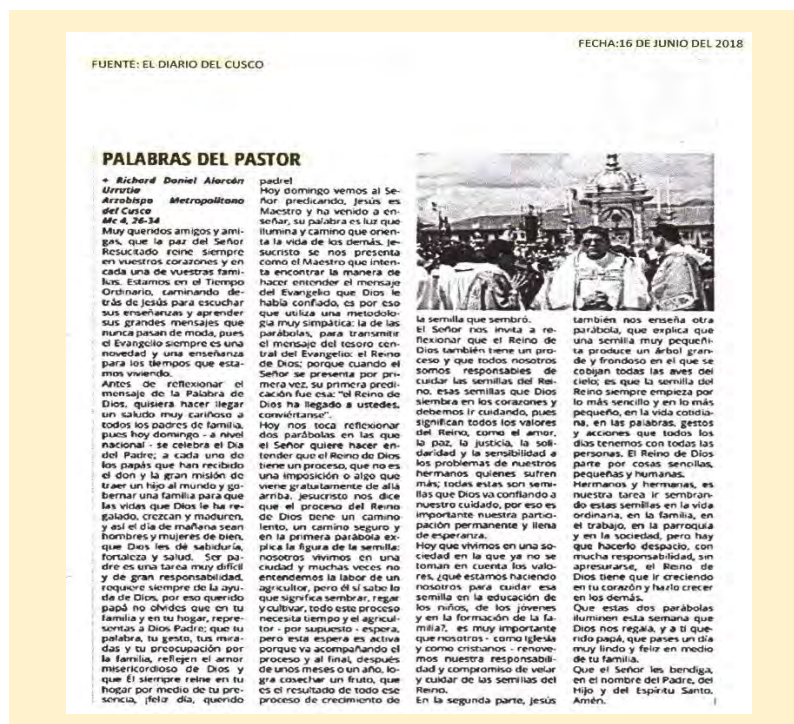 FECHA:16 DE JUNIO DEL 2018
FUENTE: EL DIARIO DEL CUSCO
PALABRAS DEL PASTOR
+ Richard Daniel Alarcón
Urrutia
Arzobispo Metropolitano
del Cusco
Mc 4, 26-34
Muy queridos amigos y ami-
gas, que la paz del Señor
Resucitado reine siempre
en vuestros corazones y en
cada una de vuestras fami-
lias. Estamos en el Tiempo
Ordinario, caminando de-
trás de Jesús para escuchar
sus enseñanzas y aprender
sus grandes mensajes que
nunca pasan de moda, pues
el Evangelio siempre es una
novedad y una enseñanza
para los tiempos que esta-
mos viviendo.
Antes de reflexionar el
mensaje de la Palabra de
Dios, quisiera hacer llegar
un saludo muy cariñoso a
todos los padres de familia,
pues hoy domingo - a nivel
nacional - se celebra el Día
del Padre; a cada uno de
los papás que han recibido
el don y la gran misión de
traer un hijo al mundo y go-
bernar una familia para que
las vidas que Dios le ha re-
galado, crezcan y maduren,
y así el día de mañana sean
hombres y mujeres de bien,
que Dios les dé sabiduría,
fortaleza y salud. Ser pa-
dre es una tarea muy difícil
y de gran responsabilidad,
requiere siempre de la ayu-
da de Dios, por eso querido
papá no olvides que en tu
familia y en tu hogar, repre-
sentas a Dios Padre; que tu
palabra, tu gesto, tus mira-
das y tu preocupación por
la familia, reflejen el amor
misericordioso de Dios y
que Él siempre reine en tu
hogar por medio de tu pre-
sencia, ¡feliz día, querido
padre!
Hoy domingo vemos al Se-
ñor predicando, Jesús es
Maestro y ha venido a en-
señar, su palabra es luz que
ilumina y camino que orien-
ta la vida de los demás. Je-
sucristo se nos presenta
como el Maestro que inten-
ta encontrar la manera de
hacer entender el mensaje
del Evangelio que Dios le
había confiado, es por eso
que utiliza una metodolo-
gía muy simpática: la de las
parábolas, para transmitir
el mensaje del tesoro cen-
tral del Evangelio: el Reino
de Dios; porque cuando el
Señor se presenta por pri-
mera vez, su primera predi-
cación fue esa: "el Reino de
Dios ha llegado a ustedes,
conviértanse".
Hoy nos toca reflexionar
dos parábolas en las que
el Señor quiere hacer en-
tender que el Reino de Dios
tiene un proceso, que no es
una imposición o algo que
viene gratuitamente de allá
arriba. Jesucristo nos dice
que el proceso del Reino
de Dios tiene un camino
lento, un camino seguro y
en la primera parábola ex-
plica la figura de la semilla:
nosotros vivimos en una
ciudad y muchas veces no
entendemos la labor de un
agricultor, pero él sí sabe lo
que significa sembrar, regar
y cultivar, todo este proceso
necesita tiempo y el agricul-
tor - por supuesto - espera,
pero esta espera es activa
porque va acompañando el
proceso y al final, después
de unos meses o un año, lo-
gra cosechar un fruto, que
es el resultado de todo ese
proceso de crecimiento de
la semilla que sembró.
El Señor nos invita a re-
flexionar que el Reino de
Dios también tiene un pro-
ceso y que todos nosotros
somos responsables de
cuidar las semillas del Rei-
no, esas semillas que Dios
siembra en los corazones y
debemos ir cuidando, pues
significan todos los valores
del Reino, como el amor,
la paz, la justicia, la soli-
daridad y la sensibilidad a
los problemas de nuestros
hermanos quienes sufren
más; todas estas son semi-
llas que Dios va confiando a
nuestro cuidado, por eso es
importante nuestra partici-
pación permanente y llena
de esperanza.
Hoy que vivimos en una so-
ciedad en la que ya no se
toman en cuenta los valo-
res, ¿qué estamos haciendo
nosotros para cuidar esa
semilla en la educación de
los niños, de los jóvenes
y en la formación de la fa-
milia?, es muy importante
que nosotros - como Iglesia
y como cristianos - renove-
mos nuestra responsabili-
dad y compromiso de velar
y cuidar de las semillas del
Reino.
En la segunda parte, Jesús
también nos enseña otra
parábola, que explica que
una semilla muy pequeñi-
ta produce un árbol gran-
de y frondoso en el que se
cobijan todas las aves del
cielo; es que la semilla del
Reino siempre empieza por
lo más sencillo y en lo más
pequeño, en la vida cotidia-
na, en las palabras, gestos
y acciones que todos los
días tenemos con todas las
personas. El Reino de Dios
parte por cosas sencillas,
pequeñas y humanas.
Hermanos y hermanas, es
nuestra tarea ir sembran-
do estas semillas en la vida
ordinaria, en la familia, en
el trabajo, en la parroquia
y en la sociedad, pero hay
que hacerlo despacio, con
mucha responsabilidad, sin
apresurarse, el Reino de
Dios tiene que ir creciendo
en tu corazón y hazlo crecer
en los demás.
Que estas dos parábolas
iluminen esta semana que
Dios nos regala, y a ti que-
rido papá, que pases un día
muy lindo y feliz en medio
de tu familia.
Que el Señor les bendiga,
en el nombre del Padre, del
Hijo y del Espíritu Santo,
Amén.